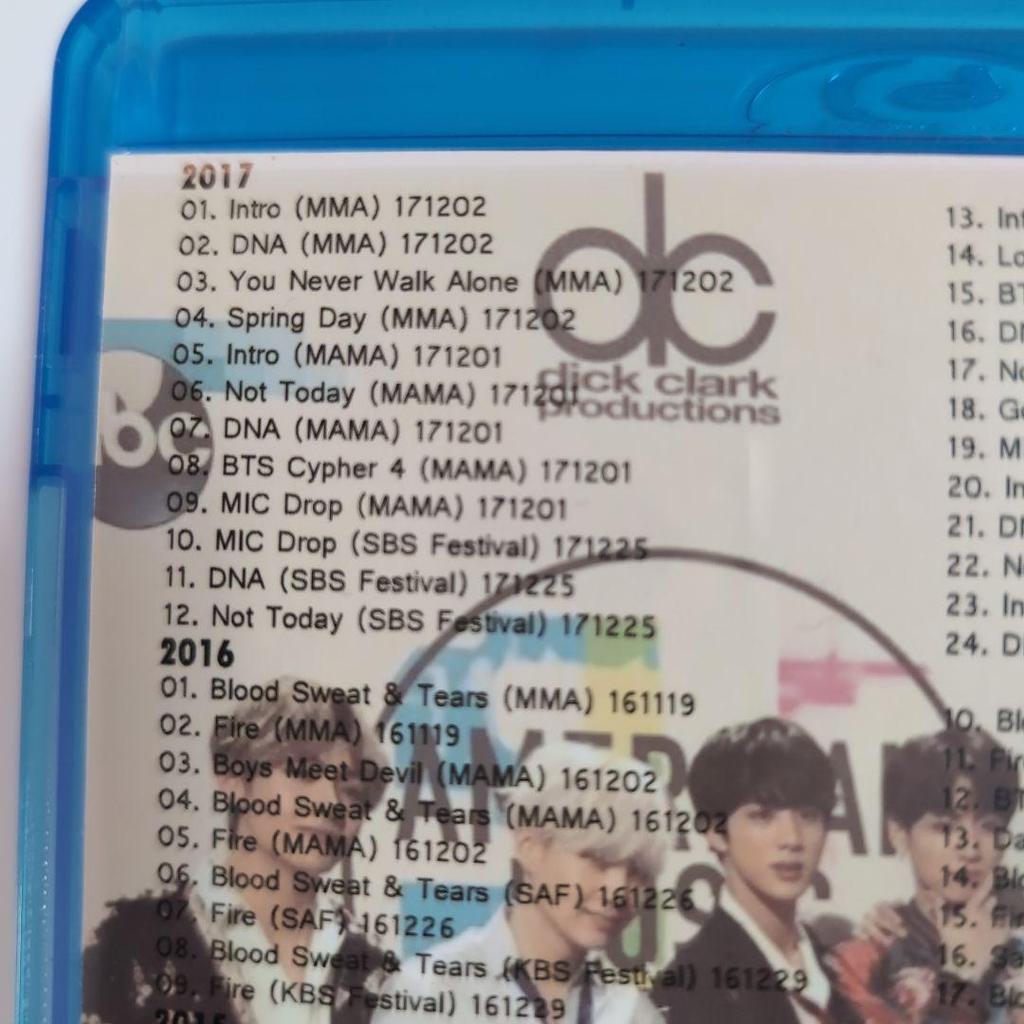 2017
01. Intro (MMA) 171202
02. DNA (MMA) 171202
03. You Never Walk Alone (MMA) 171202
04. Spring Day (MMA) 171202
05. Intro (MAMA) 171201
06. Not Today (MAMA) 171201
07. DNA (MAMA) 171201
08. BTS Cypher 4 (MAMA) 171201
09. MIC Drop (MAMA) 171201
10. MIC Drop (SBS Festival) 171225
11. DNA (SBS Festival) 171225
12. Not Today (SBS Festival) 171225
2016
01. Blood Sweat & Tears (MMA) 161119
02. Fire (MMA) 161119
03. Boys Meet Devil (MAMA) 161202
04. Blood Sweat & Tears (MAMA) 161202
05. Fire (MAMA) 161202
06. Blood Sweat & Tears (SAF) 161226
07. Fire (SAF) 161226
08. Blood Sweat & Tears (KBS Festival) 161229
09. Fire (KBS Festival) 161229
2015
dc
dick clark
productions
abc
AMERICAN
13.
14.
15.
16.
17.
18.
19.
20.
21.
22.
23.
24.
10.
11.
12.
13.
14.
15.
16.
17.